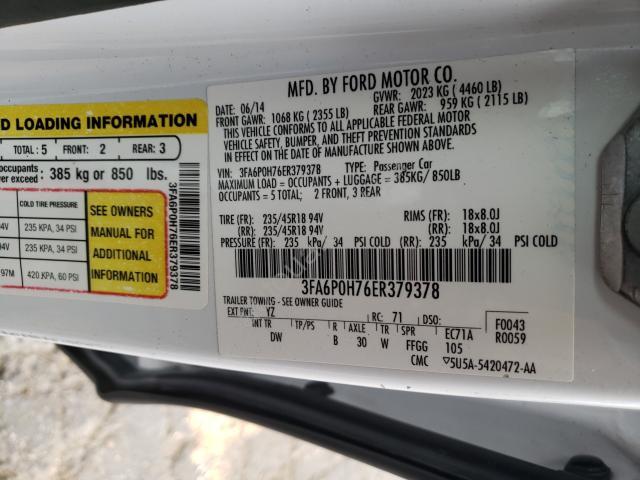 D LOADING INFORMATION
TOTAL: 5 FRONT: 2 REAR: 3
occupants
exceed: 385 kg or 850 lbs.
COLD TIRE PRESSURE
94V 235 KPA, 34 PSI
94V 235 KPA, 34 PSI
97M 420 KPA, 60 PSI
SEE OWNERS
MANUAL FOR
ADDITIONAL
INFORMATION
3FA6P0H76ER379378
MFD. BY FORD MOTOR CO.
06/14 GVWR: 2023 KG ( 4460 LB)
FRONT GAWR: 1068 KG ( 2355 LB) REAR GAWR: 959 KG ( 2115 LB)
THIS VEHICLE CONFORMS TO ALL APPLICABLE FEDERAL MOTOR
VEHICLE SAFETY, BUMPER, AND THEFT PREVENTION STANDARDS
IN EFFECT ON THE DATE OF MANUFACTURE SHOWN ABOVE.
VIN: 3FA6P0H76ER379378 TYPE: Passenger Car
MAXIMUM LOAD = OCCUPANTS + LUGGAGE = 385KG/ 850LB
OCCUPANTS = 5 TOTAL; 2 FRONT, 3 REAR
TIRE (FR): 235/45R18 94V RIMS (FR): 18x8.0J
(RR): 235/45R18 94V (RR): 18x8.0J
PRESSURE (FR): 235 kPa/ 34 PSI COLD (RR): 235 kPa/ 34 PSI COLD
3FA6P0H76ER379378
TRAILER TOWING - SEE OWNER GUIDE
EXT PNT: YZ RC: 71 DSO: F0043
INT TR TP/PS R AXLE TR SPR EC71A R0059
DW B 30 W FFGG 105
CMC ▽5U5A-5420472-AA